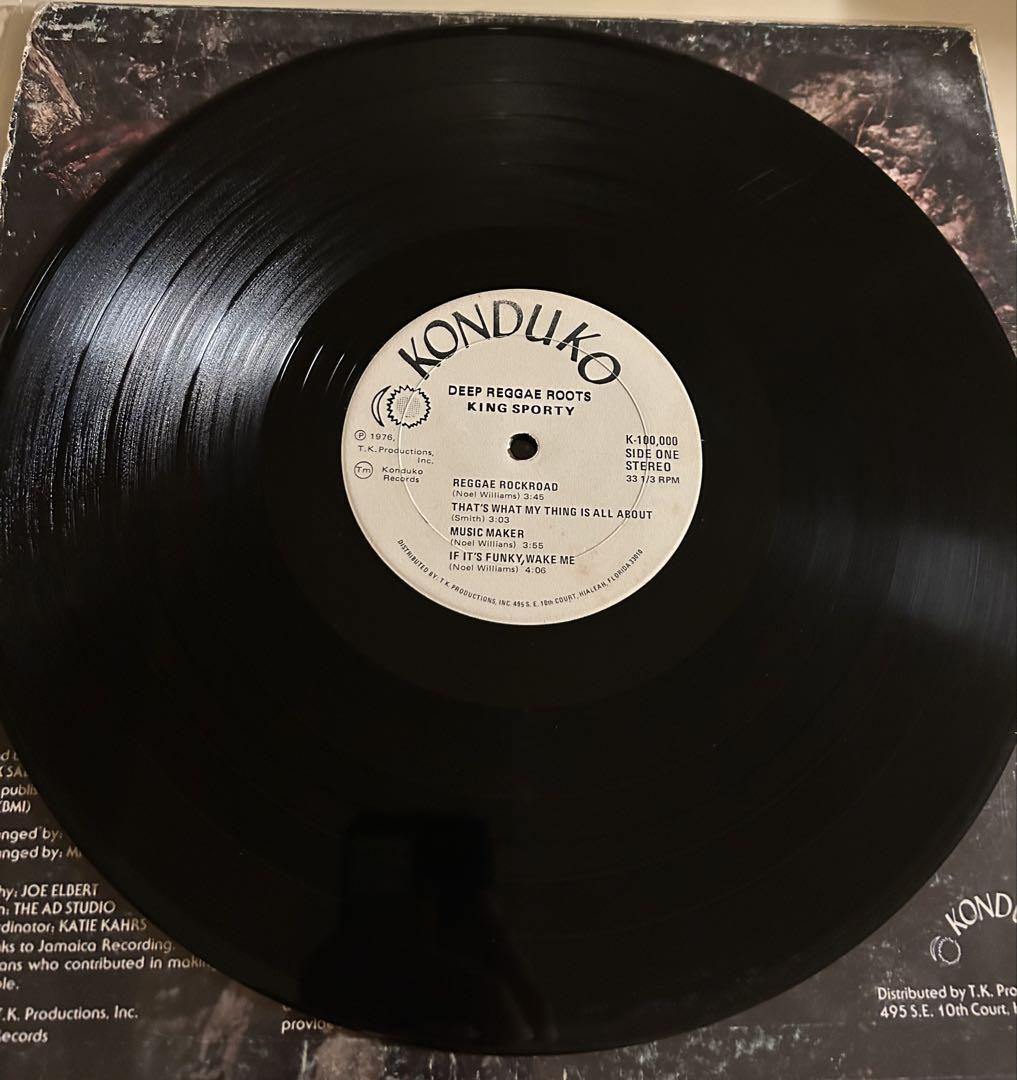 KONDUKO
DEEP REGGAE ROOTS
KING SPORTY
℗ 1976,
T.K.Productions,
Inc.
Tm Konduko
Records
K-100,000
SIDE ONE
STEREO
33 1/3 RPM
REGGAE ROCKROAD
(Noel Williams) 3:45
THAT'S WHAT MY THING IS ALL ABOUT
(Smith) 3:03
MUSIC MAKER
(Noel Willians) 3:55
IF IT'S FUNKY,WAKE ME
(Noel Williams) 4:06
DISTRIBUTED BY: T.K. PRODUCTIONS, INC. 495 S. E. 10th COURT, HIALEAH, FLORIDA 33010
(BMI)
by:
by:
JOE ELBERT
THE AD STUDIO
KATIE KAHRS
to Jamaica Recording.
who contributed in
T.K. Productions, Inc.
Distributed by T.K.
495 S.E. 10th Court,